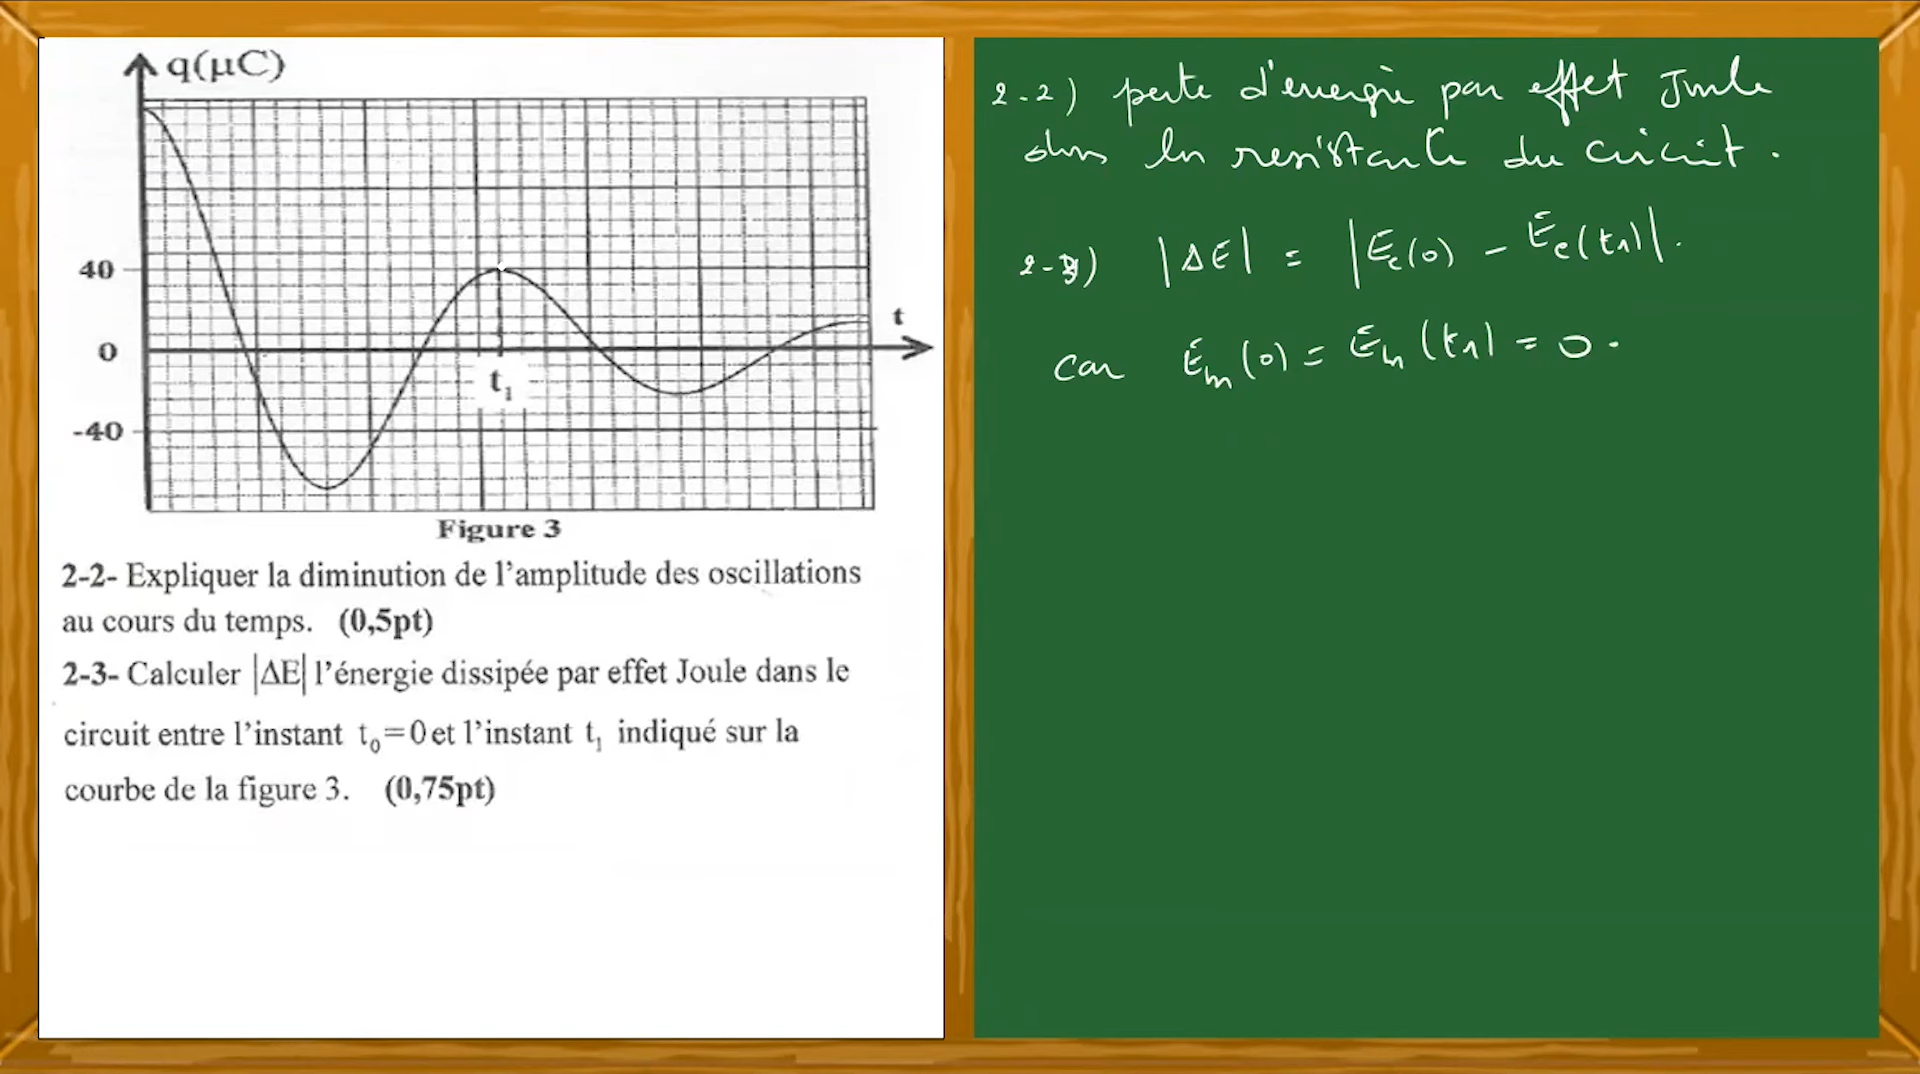 q(μC)
40
0
-40
t
t₁
Figure 3
2-2- Expliquer la diminution de l'amplitude des oscillations
au cours du temps. (0,5pt)
2-3- Calculer |ΔE| l'énergie dissipée par effet Joule dans le
circuit entre l'instant t₀=0 et l'instant t₁ indiqué sur la
courbe de la figure 3. (0,75pt)
2-2) perte d'énergie par effet Joule
dans la resistante du circuit.
2-3) |ΔE| = |Ee(0) - Ee(t1)|.
car Em(0) = Em(t1) = 0.